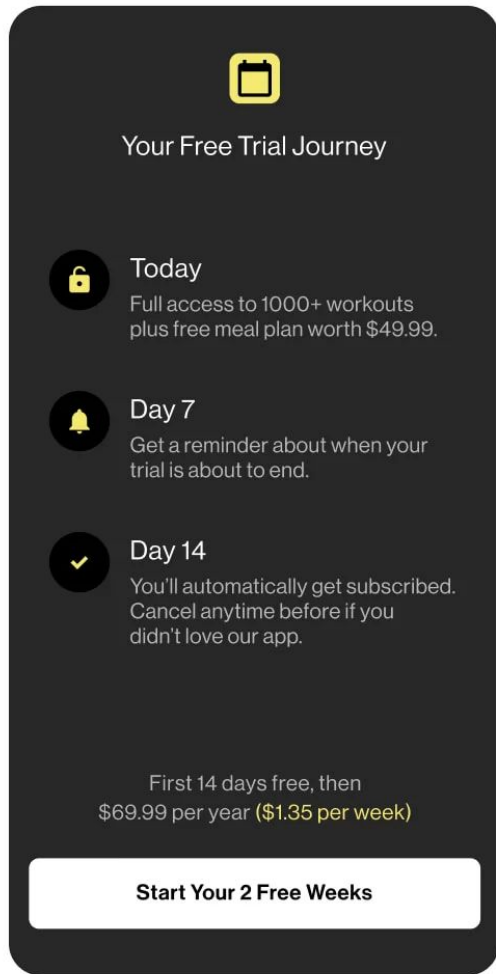 Your Free Trial Journey
Today
Full access to 1000+ workouts
plus free meal plan worth $49.99.
Day 7
Get a reminder about when your
trial is about to end.
Day 14
You'll automatically get subscribed.
Cancel anytime before if you
didn't love our app.
First 14 days free, then
$69.99 per year ($1.35 per week)
Start Your 2 Free Weeks